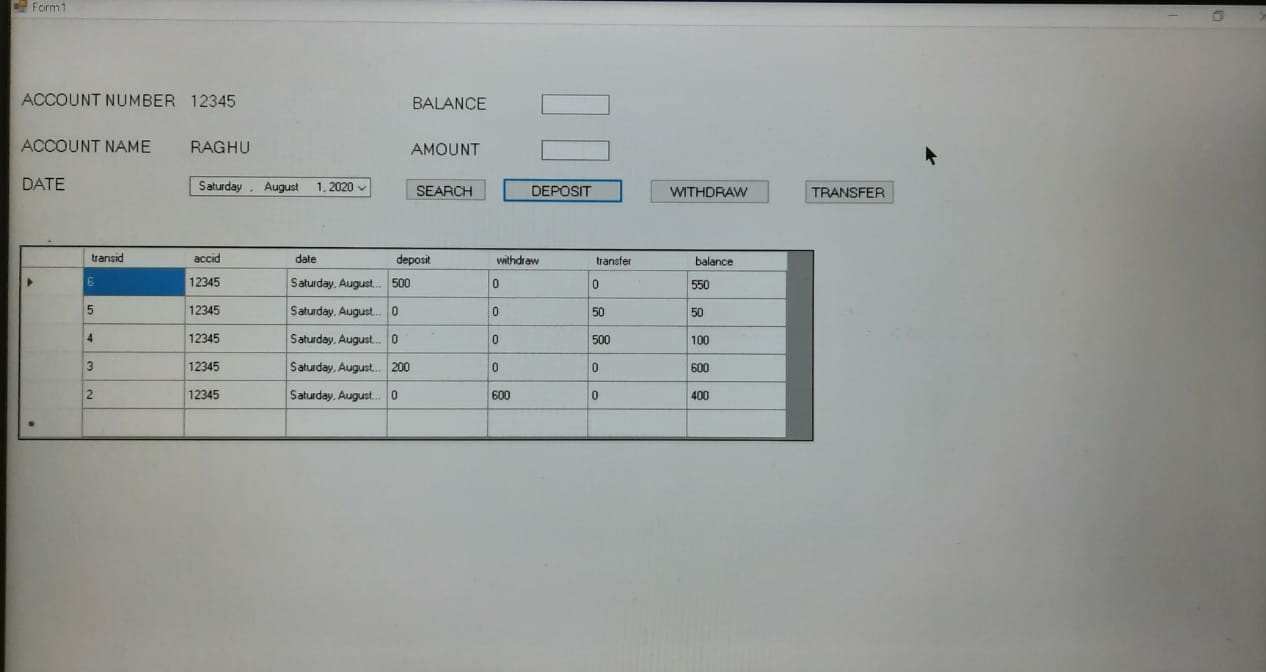 Form1
ACCOUNT NUMBER 12345 BALANCE
ACCOUNT NAME RAGHU AMOUNT
DATE Saturday , August 1, 2020 SEARCH DEPOSIT WITHDRAW TRANSFER
transid accid date deposit withdraw transfer balance
6 12345 Saturday, August... 500 0 0 550
5 12345 Saturday, August... 0 0 50 50
4 12345 Saturday, August... 0 0 500 100
3 12345 Saturday, August... 200 0 0 600
2 12345 Saturday, August... 0 600 0 400